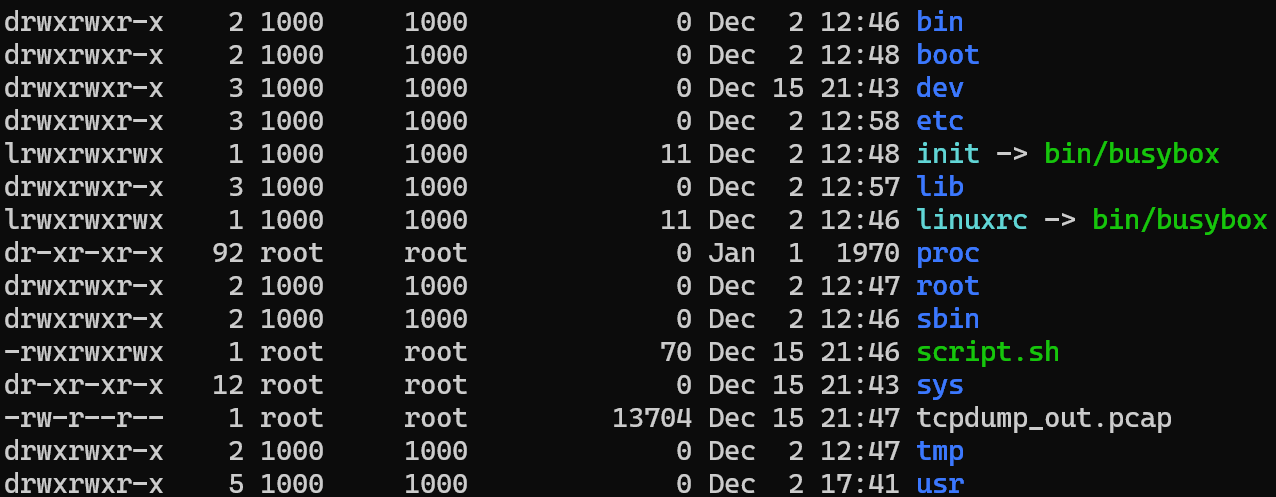 drwxrwxr-x    2 1000     1000             0 Dec  2 12:46 bin
drwxrwxr-x    2 1000     1000             0 Dec  2 12:48 boot
drwxrwxr-x    3 1000     1000             0 Dec 15 21:43 dev
drwxrwxr-x    3 1000     1000             0 Dec  2 12:58 etc
lrwxrwxrwx    1 1000     1000            11 Dec  2 12:48 init -> bin/busybox
drwxrwxr-x    3 1000     1000             0 Dec  2 12:57 lib
lrwxrwxrwx    1 1000     1000            11 Dec  2 12:46 linuxrc -> bin/busybox
dr-xr-xr-x   92 root     root             0 Jan  1  1970 proc
drwxrwxr-x    2 1000     1000             0 Dec  2 12:47 root
drwxrwxr-x    2 1000     1000             0 Dec  2 12:46 sbin
-rwxrwxrwx    1 root     root            70 Dec 15 21:46 script.sh
dr-xr-xr-x   12 root     root             0 Dec 15 21:43 sys
-rw-r--r--    1 root     root         13704 Dec 15 21:47 tcpdump_out.pcap
drwxrwxr-x    2 1000     1000             0 Dec  2 12:47 tmp
drwxrwxr-x    5 1000     1000             0 Dec  2 17:41 usr